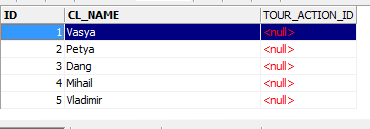 ID CL_NAME TOUR_ACTION_ID
1 Vasya <null>
2 Petya <null>
3 Dang <null>
4 Mihail <null>
5 Vladimir <null>